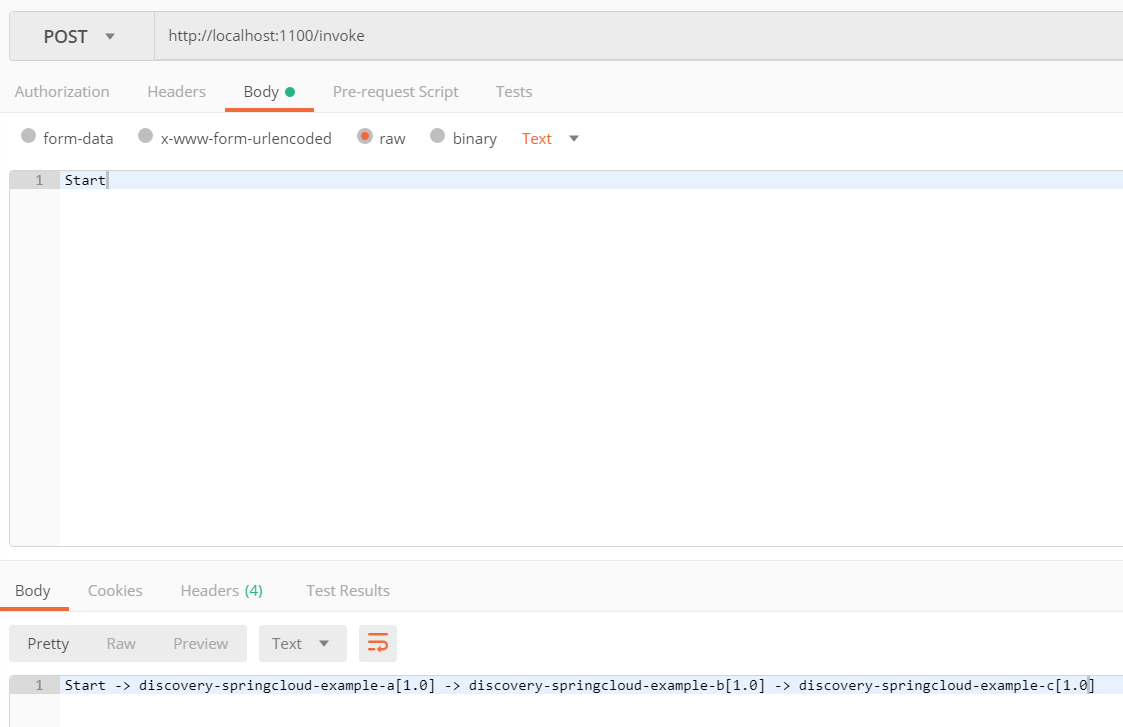 POST http://localhost:1100/invoke
Authorization Headers Body Pre-request Script Tests
form-data x-www-form-urlencoded raw binary Text
1 Start
Body Cookies Headers (4) Test Results
Pretty Raw Preview Text
1 Start -> discovery-springcloud-example-a[1.0] -> discovery-springcloud-example-b[1.0] -> discovery-springcloud-example-c[1.0]